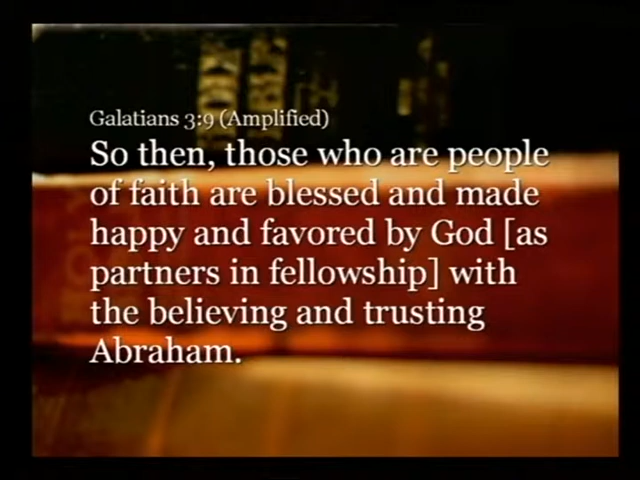 Galatians 3:9 (Amplified)
So then, those who are people
of faith are blessed and made
happy and favored by God [as
partners in fellowship] with
the believing and trusting
Abraham.